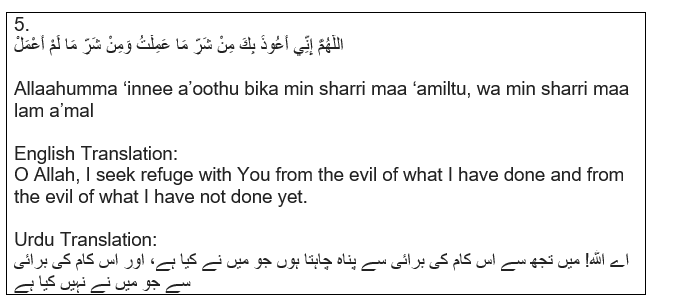 5.
اللَّهُمَّ إِنِّي أَعُوذُ بِكَ مِنْ شَرِّ مَا عَمِلْتُ وَمِنْ شَرِّ مَا لَمْ أَعْمَلْ
Allaahumma ‘innee a’oothu bika min sharri maa ‘amiltu, wa min sharri maa
lam a’mal
English Translation:
O Allah, I seek refuge with You from the evil of what I have done and from
the evil of what I have not done yet.
Urdu Translation:
اے اللہ! میں تجھ سے اس کام کی برائی سے پناہ چاہتا ہوں جو میں نے کیا ہے، اور اس کام کی برائی
سے جو میں نے نہیں کیا ہے